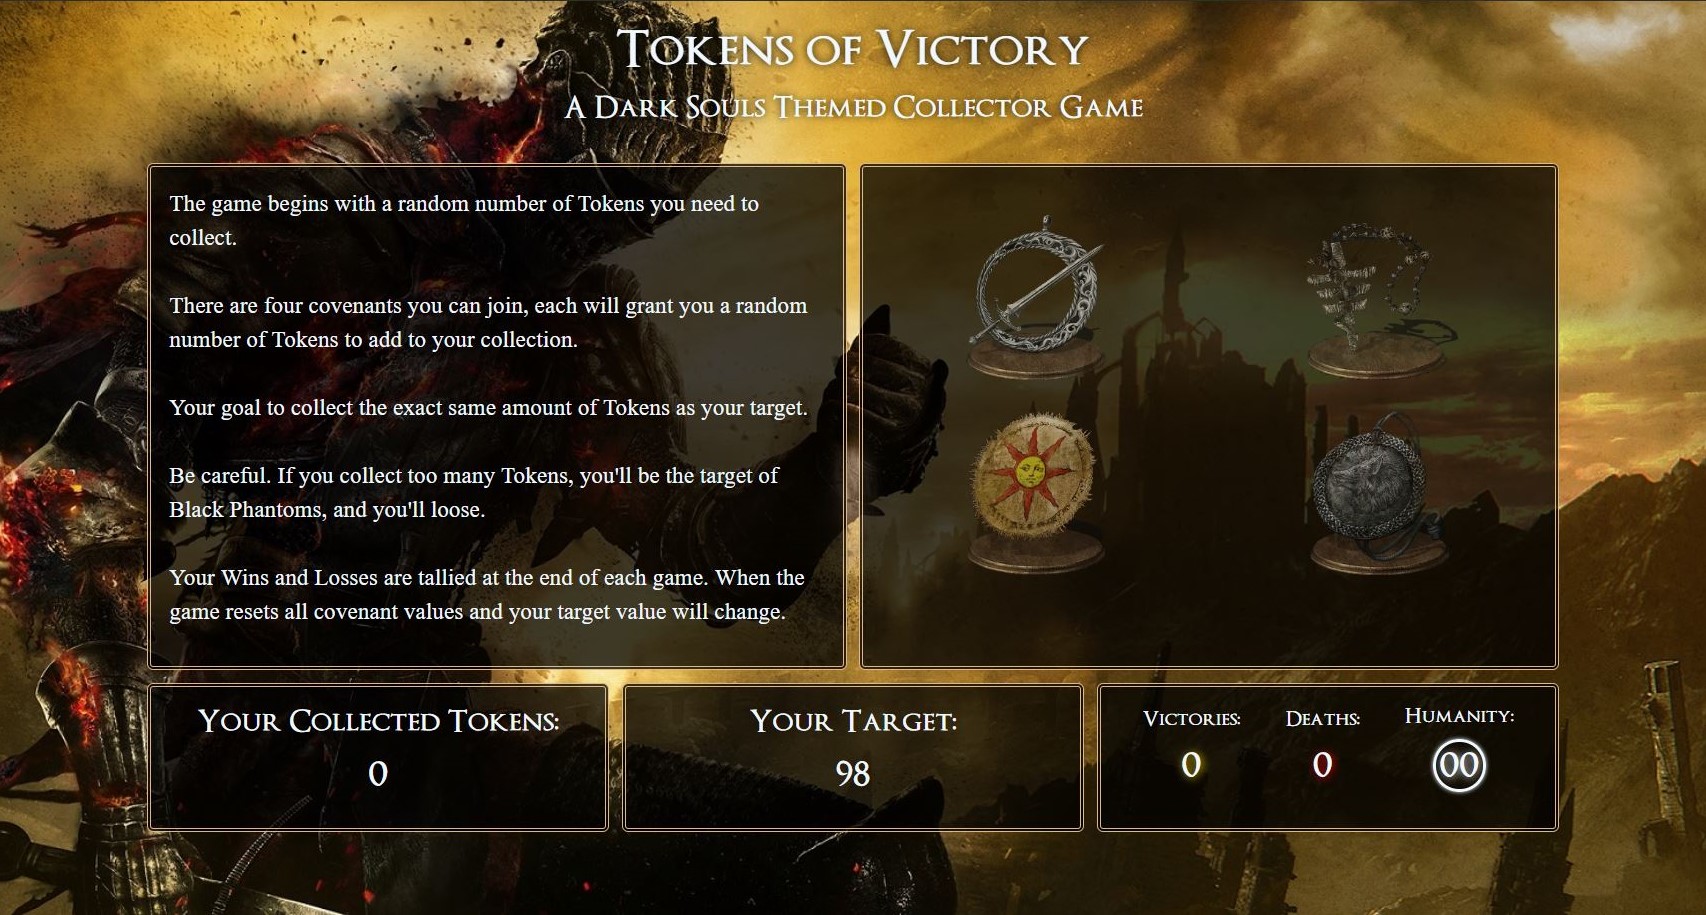 Tokens of Victory
A Dark Souls Themed Collector Game
The game begins with a random number of Tokens you need to
collect.
There are four covenants you can join, each will grant you a random
number of Tokens to add to your collection.
Your goal to collect the exact same amount of Tokens as your target.
Be careful. If you collect too many Tokens, you'll be the target of
Black Phantoms, and you'll loose.
Your Wins and Losses are tallied at the end of each game. When the
game resets all covenant values and your target value will change.
Your Collected Tokens:
0
Your Target:
98
Victories:
0
Deaths:
0
Humanity:
00